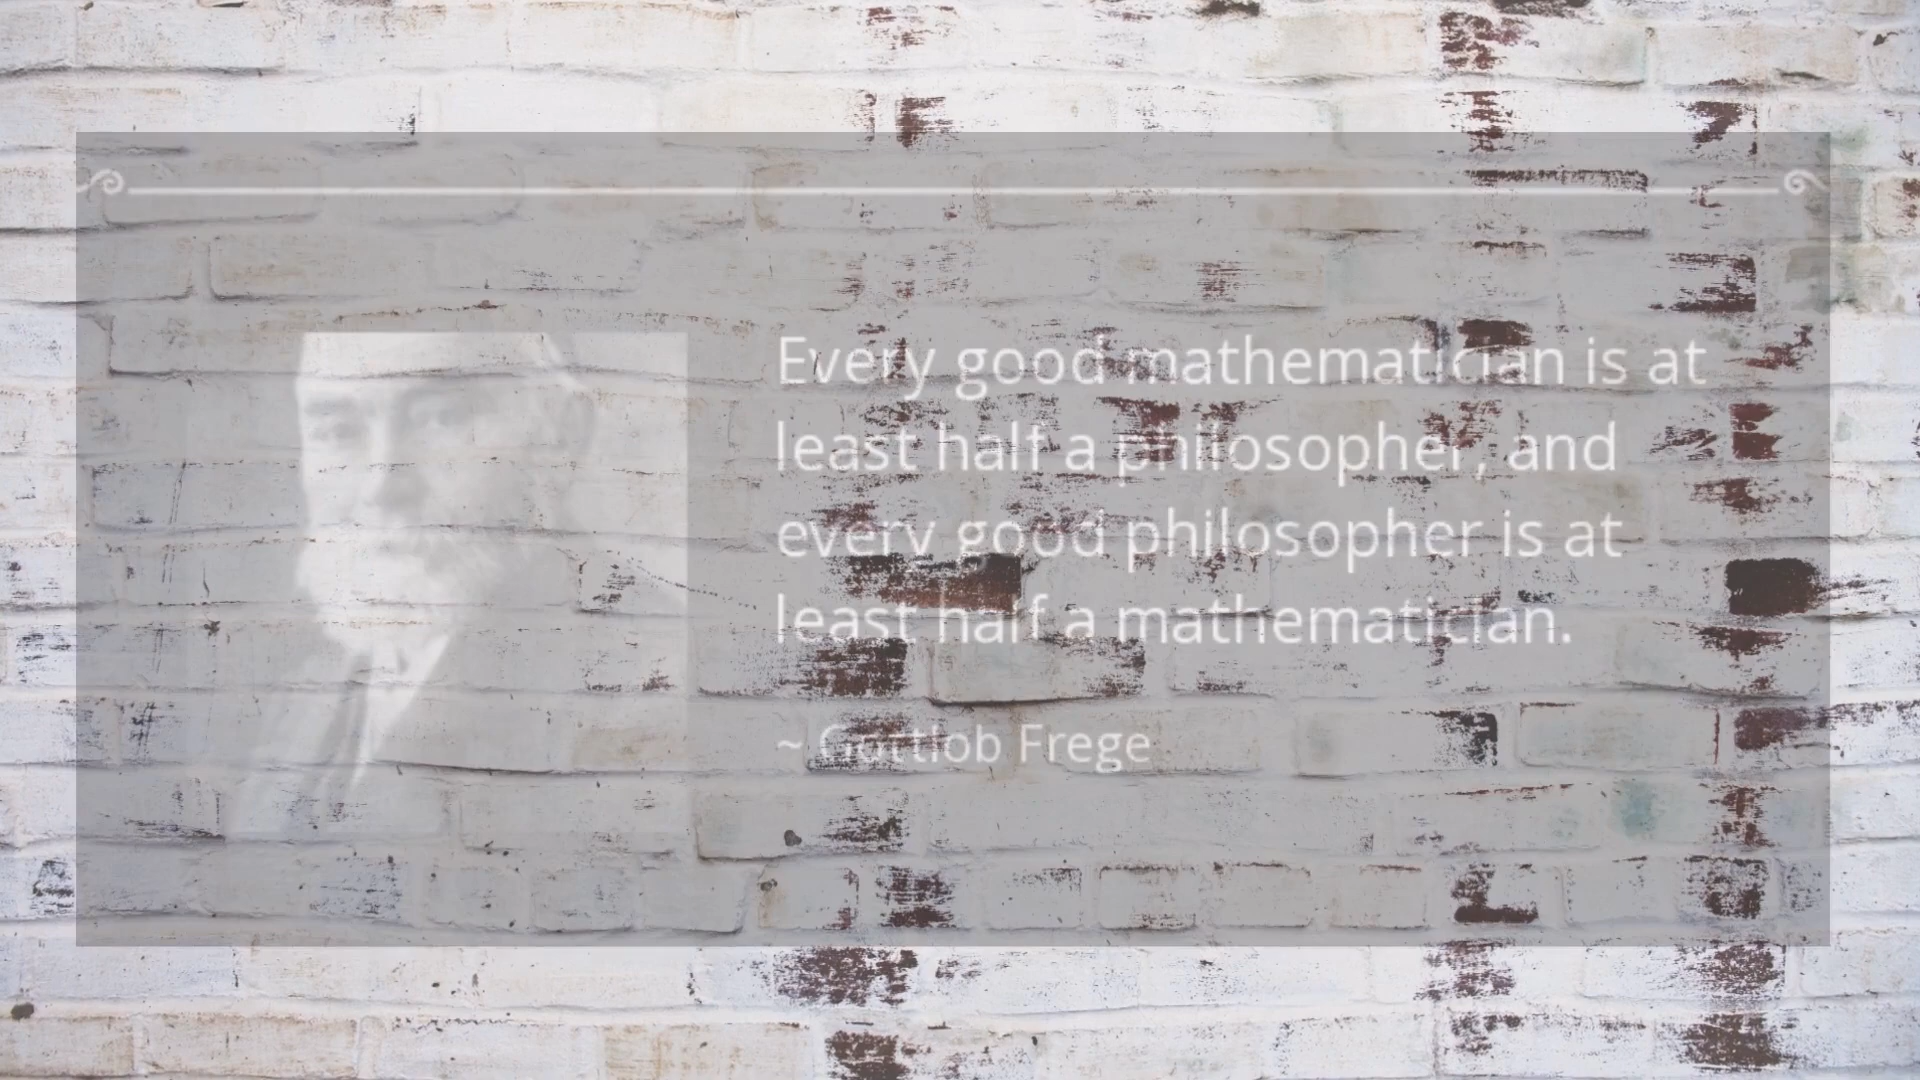 Every good mathematician is at
least half a philosopher, and
every good philosopher is at
least half a mathematician.
~ Gottlob Frege